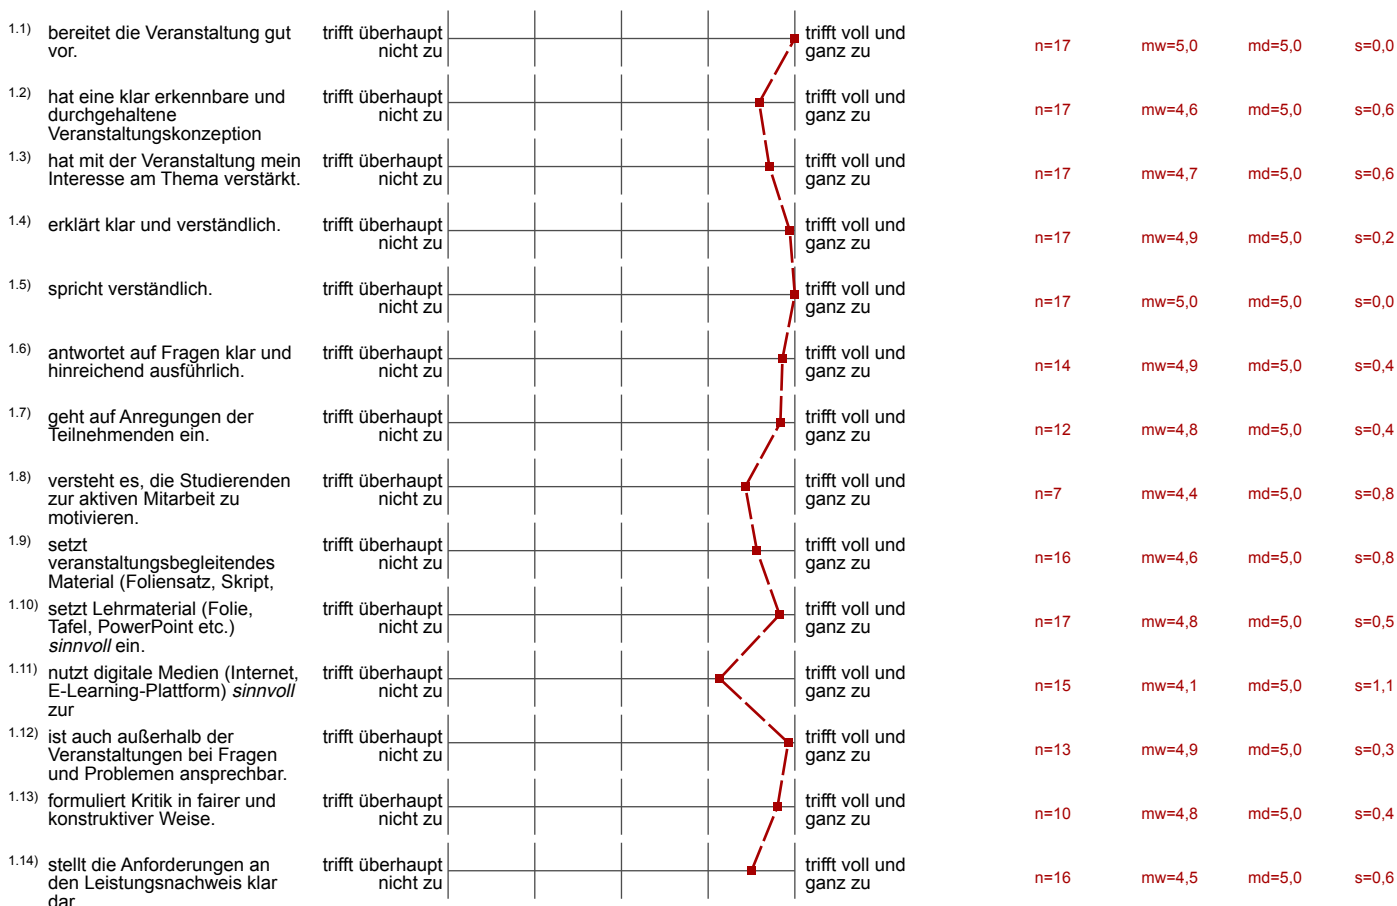 1.1) bereitet die Veranstaltung gut trifft überhaupt trifft voll und
vor. nicht zu ganz zu n=17 mw=5,0 md=5,0 s=0,0
1.2) hat eine klar erkennbare und trifft überhaupt trifft voll und
durchgehaltene nicht zu ganz zu n=17 mw=4,6 md=5,0 s=0,6
Veranstaltungskonzeption
1.3) hat mit der Veranstaltung mein trifft überhaupt trifft voll und
Interesse am Thema verstärkt. nicht zu ganz zu n=17 mw=4,7 md=5,0 s=0,6
1.4) erklärt klar und verständlich. trifft überhaupt trifft voll und
nicht zu ganz zu n=17 mw=4,9 md=5,0 s=0,2
1.5) spricht verständlich. trifft überhaupt trifft voll und
nicht zu ganz zu n=17 mw=5,0 md=5,0 s=0,0
1.6) antwortet auf Fragen klar und trifft überhaupt trifft voll und
hinreichend ausführlich. nicht zu ganz zu n=14 mw=4,9 md=5,0 s=0,4
1.7) geht auf Anregungen der trifft überhaupt trifft voll und
Teilnehmenden ein. nicht zu ganz zu n=12 mw=4,8 md=5,0 s=0,4
1.8) versteht es, die Studierenden trifft überhaupt trifft voll und
zur aktiven Mitarbeit zu nicht zu ganz zu n=7 mw=4,4 md=5,0 s=0,8
motivieren.
1.9) setzt trifft überhaupt trifft voll und
veranstaltungsbegleitendes nicht zu ganz zu n=16 mw=4,6 md=5,0 s=0,8
Material (Foliensatz, Skript,
1.10) setzt Lehrmaterial (Folie, trifft überhaupt trifft voll und
Tafel, PowerPoint etc.) nicht zu ganz zu n=17 mw=4,8 md=5,0 s=0,5
sinnvoll ein.
1.11) nutzt digitale Medien (Internet, trifft überhaupt trifft voll und
E-Learning-Plattform) sinnvoll nicht zu ganz zu n=15 mw=4,1 md=5,0 s=1,1
zur
1.12) ist auch außerhalb der trifft überhaupt trifft voll und
Veranstaltungen bei Fragen nicht zu ganz zu n=13 mw=4,9 md=5,0 s=0,3
und Problemen ansprechbar.
1.13) formuliert Kritik in fairer und trifft überhaupt trifft voll und
konstruktiver Weise. nicht zu ganz zu n=10 mw=4,8 md=5,0 s=0,4
1.14) stellt die Anforderungen an trifft überhaupt trifft voll und
den Leistungsnachweis klar nicht zu ganz zu n=16 mw=4,5 md=5,0 s=0,6
dar